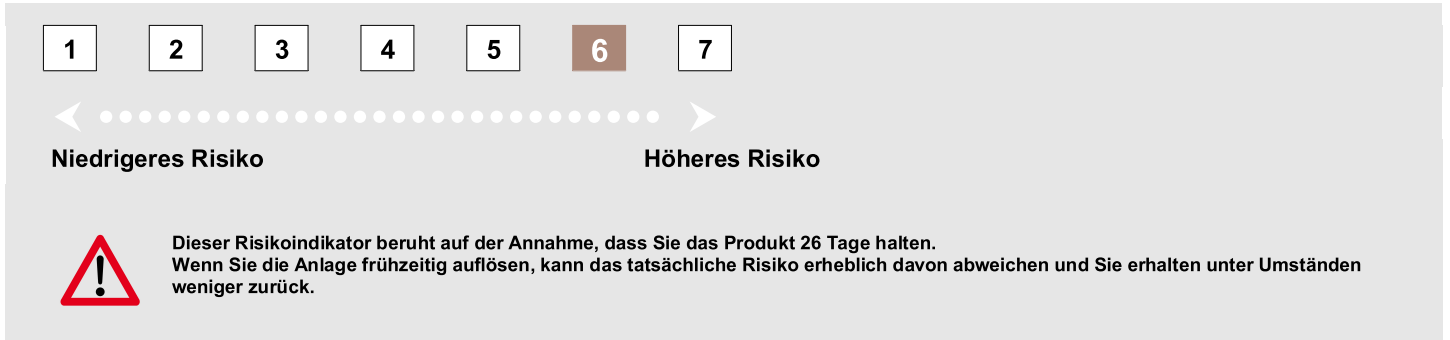 1 2 3 4 5 6 7
Niedrigeres Risiko Höheres Risiko
Dieser Risikoindikator beruht auf der Annahme, dass Sie das Produkt 26 Tage halten.
Wenn Sie die Anlage frühzeitig auflösen, kann das tatsächliche Risiko erheblich davon abweichen und Sie erhalten unter Umständen
weniger zurück.